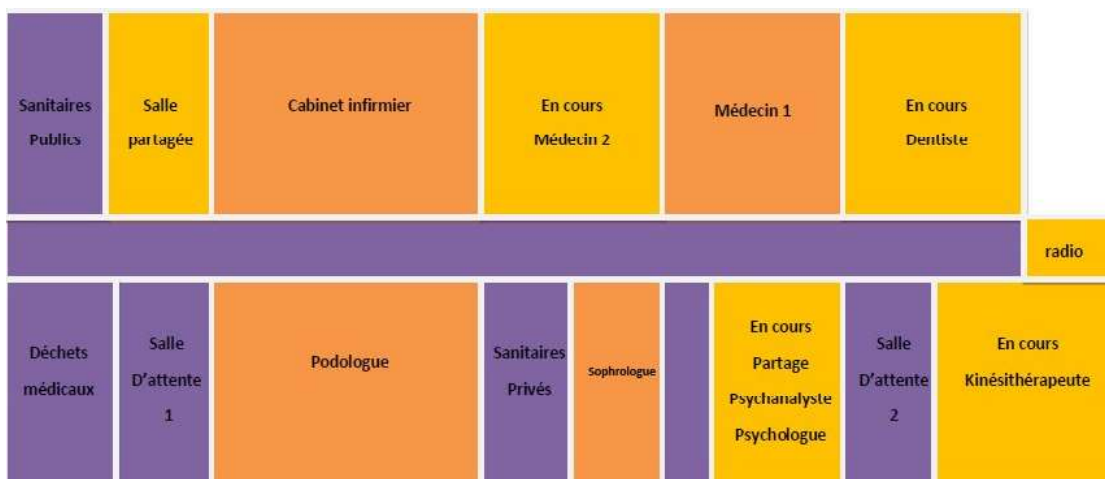 Sanitaires
Publics
Salle
partagée
Cabinet infirmier
En cours
Médecin 2
Médecin 1
En cours
Dentiste
radio
Déchets
médicaux
Salle
D'attente
1
Podologue
Sanitaires
Privés
Sophrologue
En cours
Partage
Psychanalyste
Psychologue
Salle
D'attente
2
En cours
Kinésithérapeute